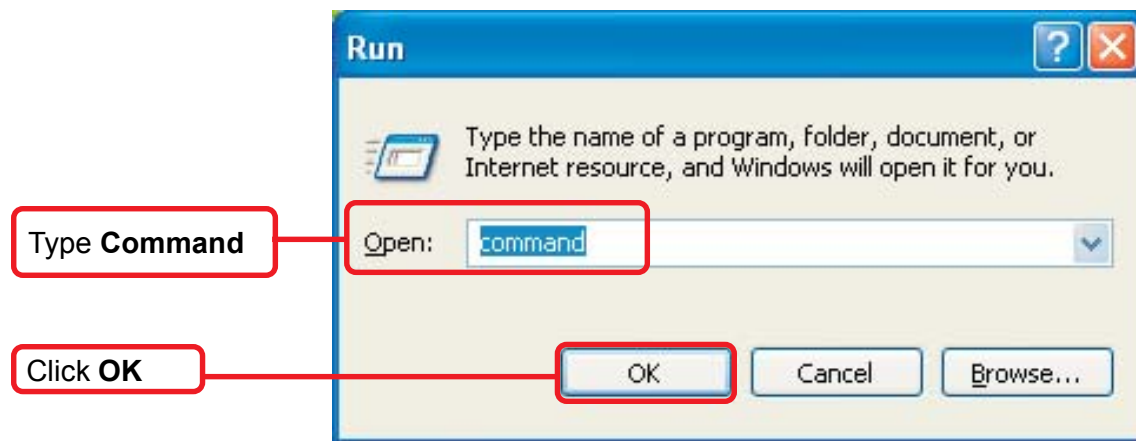 Run
Type the name of a program, folder, document, or
Internet resource, and Windows will open it for you.
Type Command
Open: command
Click OK
OK Cancel Browse...